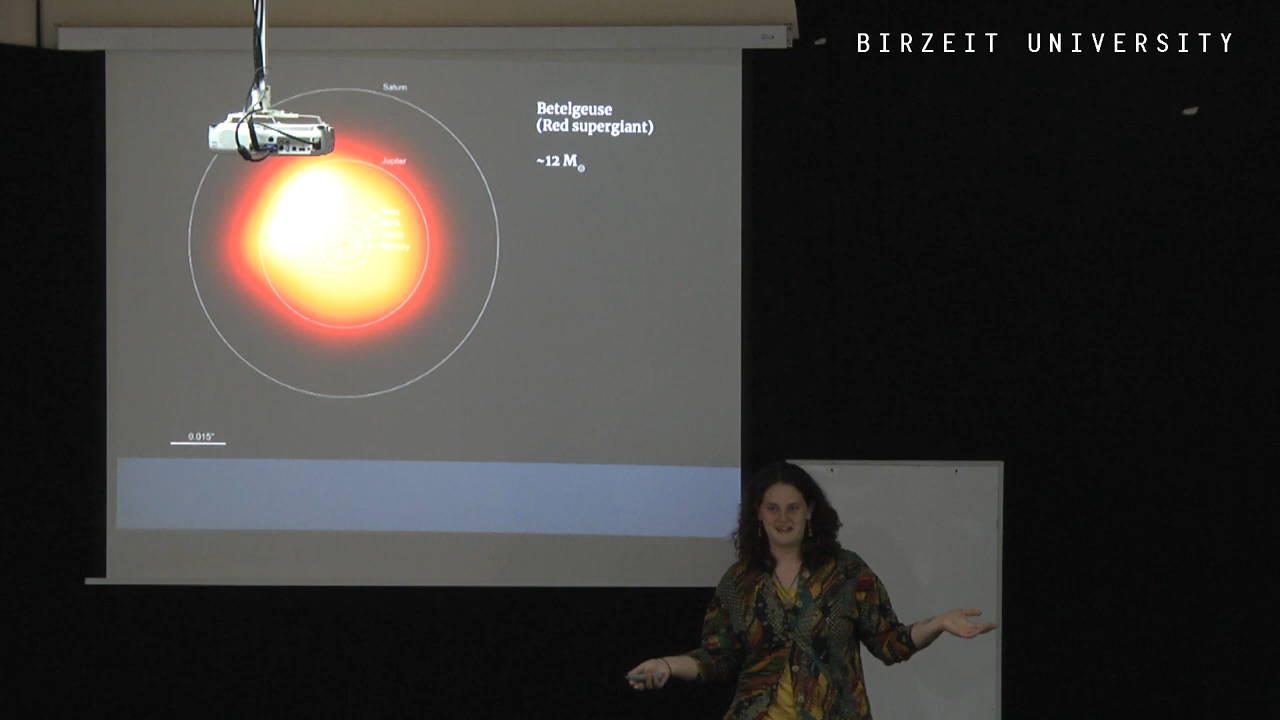 BIRZEIT UNIVERSITY
Saturn
Betelgeuse
(Red supergiant)
~12 M⊙
Jupiter
0.015"